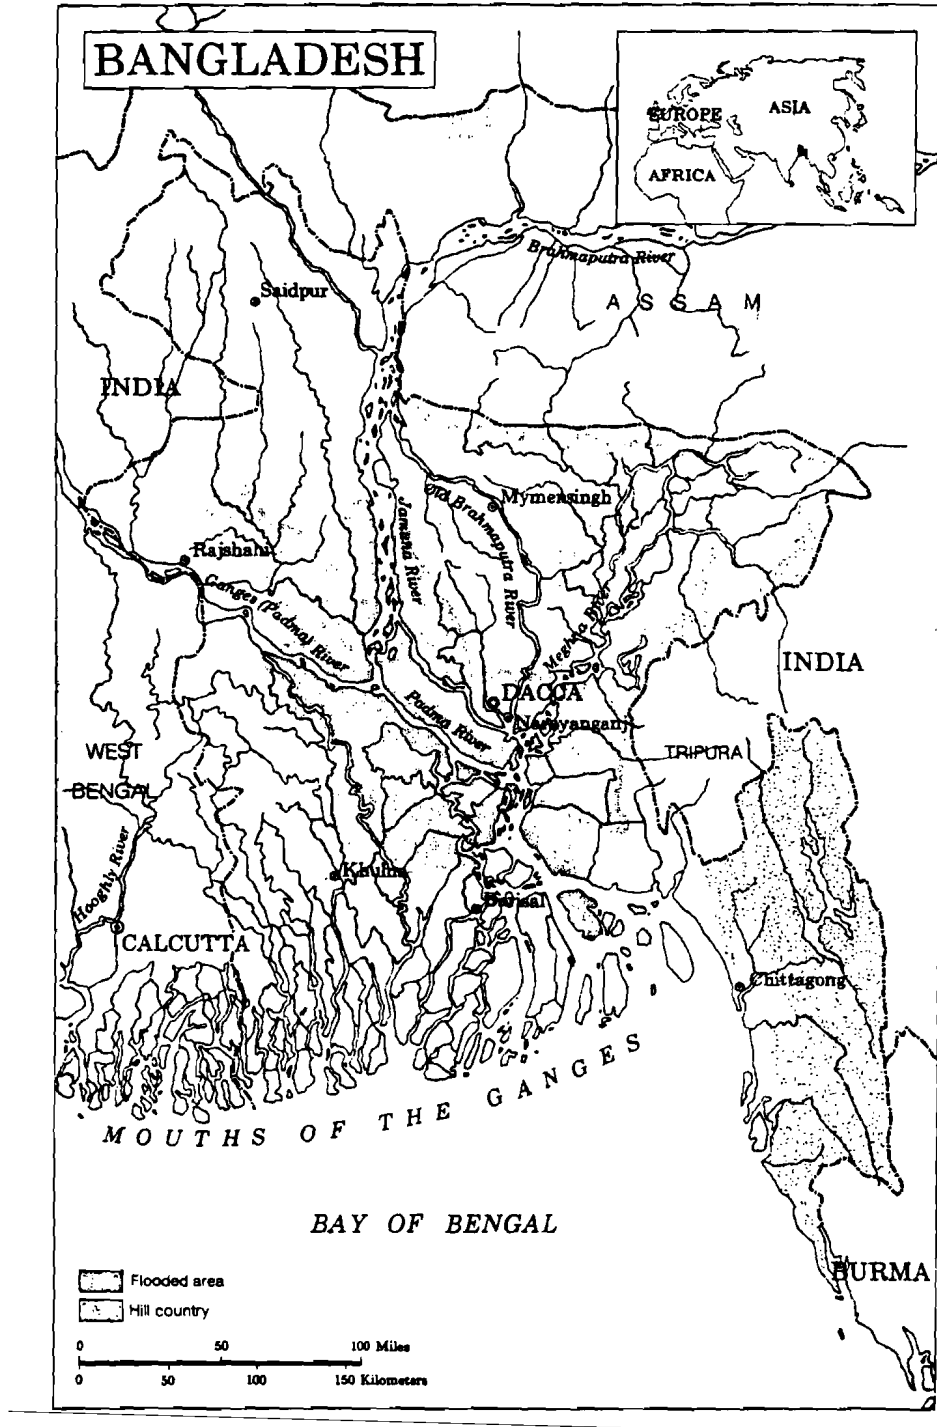 BANGLADESH
EUROPE
ASIA
AFRICA
Brahmaputra River
ASSAM
Saidpur
INDIA
Mymensingh
Old Brahmaputra River
Jamuna River
Rajshahi
Ganges (Padma) River
Meghna River
INDIA
DACCA
Narayanganj
Padma River
WEST
BENGAL
TRIPURA
Hooghly River
Khulna
Barisal
CALCUTTA
Chittagong
MOUTHS OF THE GANGES
BAY OF BENGAL
BURMA
Flooded area
Hill country
0 50 100 Miles
0 50 100 150 Kilometers